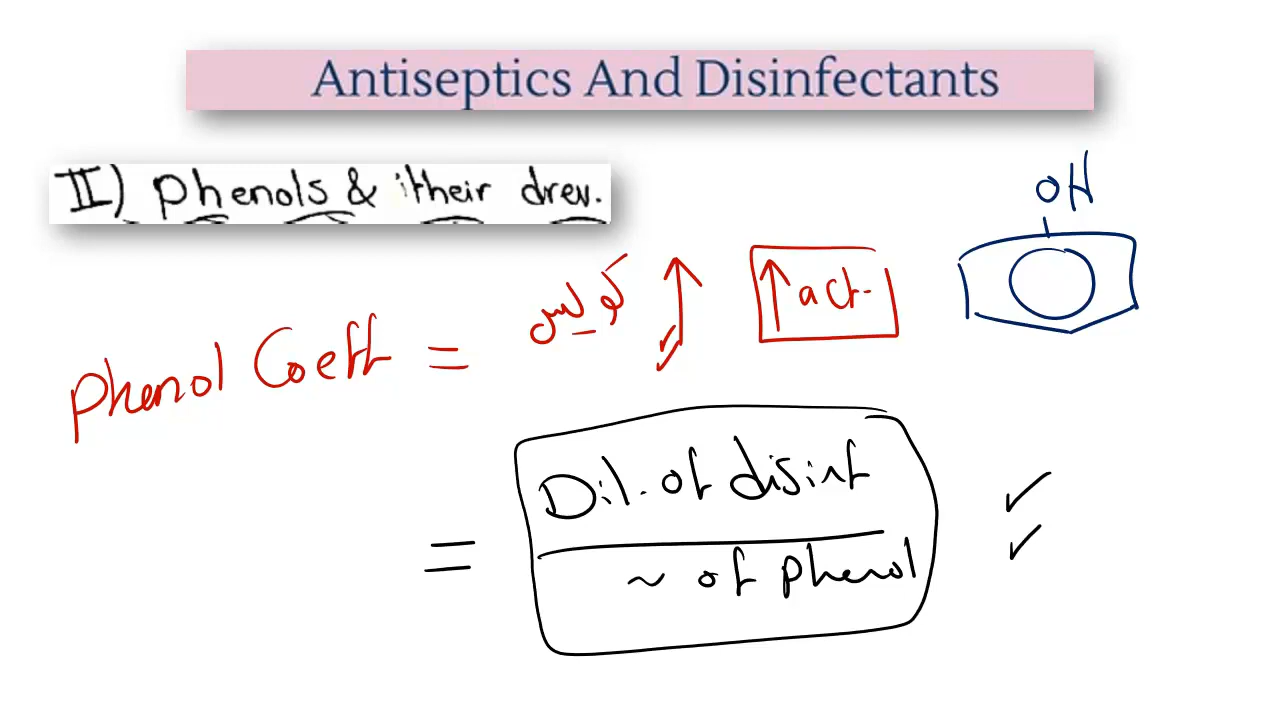 Antiseptics And Disinfectants
II) phenols & their drev.
OH
phenol Coeff = كويس ↑ ↑ act.
= Dil. of disinf
~ of phenol